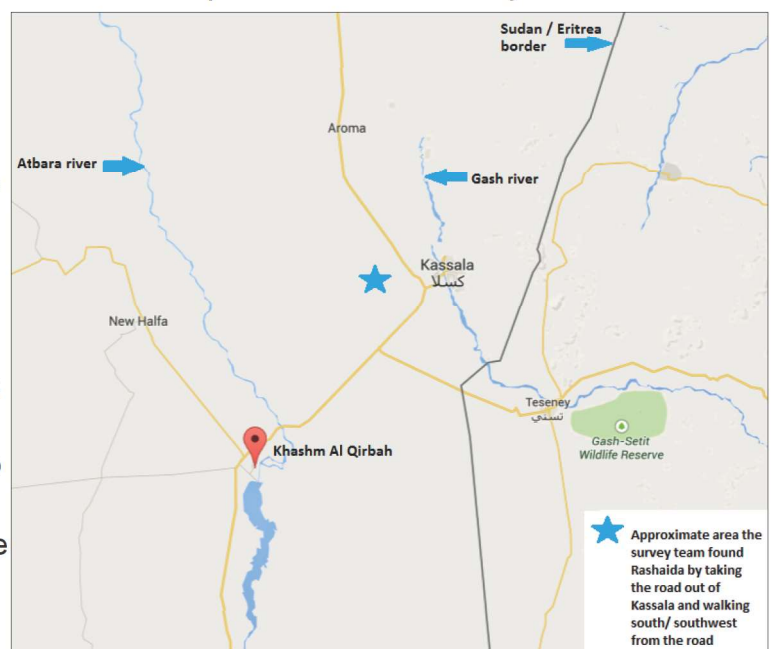 Sudan / Eritrea
border
Aroma
Atbara river
Gash river
Kassala
كسلا
New Halfa
Teseney
تسني
Gash-Setit
Wildlife Reserve
Khashm Al Qirbah
Approximate area the
survey team found
Rashaida by taking
the road out of
Kassala and walking
south/ southwest
from the road